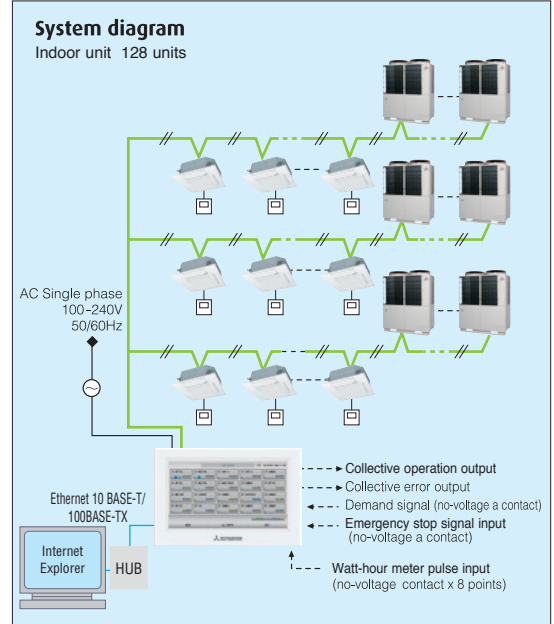 System diagram
Indoor unit 128 units
AC Single phase
100-240V
50/60Hz
Ethernet 10 BASE-T/
100BASE-TX
Internet
Explorer
HUB
Collective operation output
Collective error output
Demand signal (no-voltage a contact)
Emergency stop signal input
(no-voltage a contact)
Watt-hour meter pulse input
(no-voltage contact x 8 points)